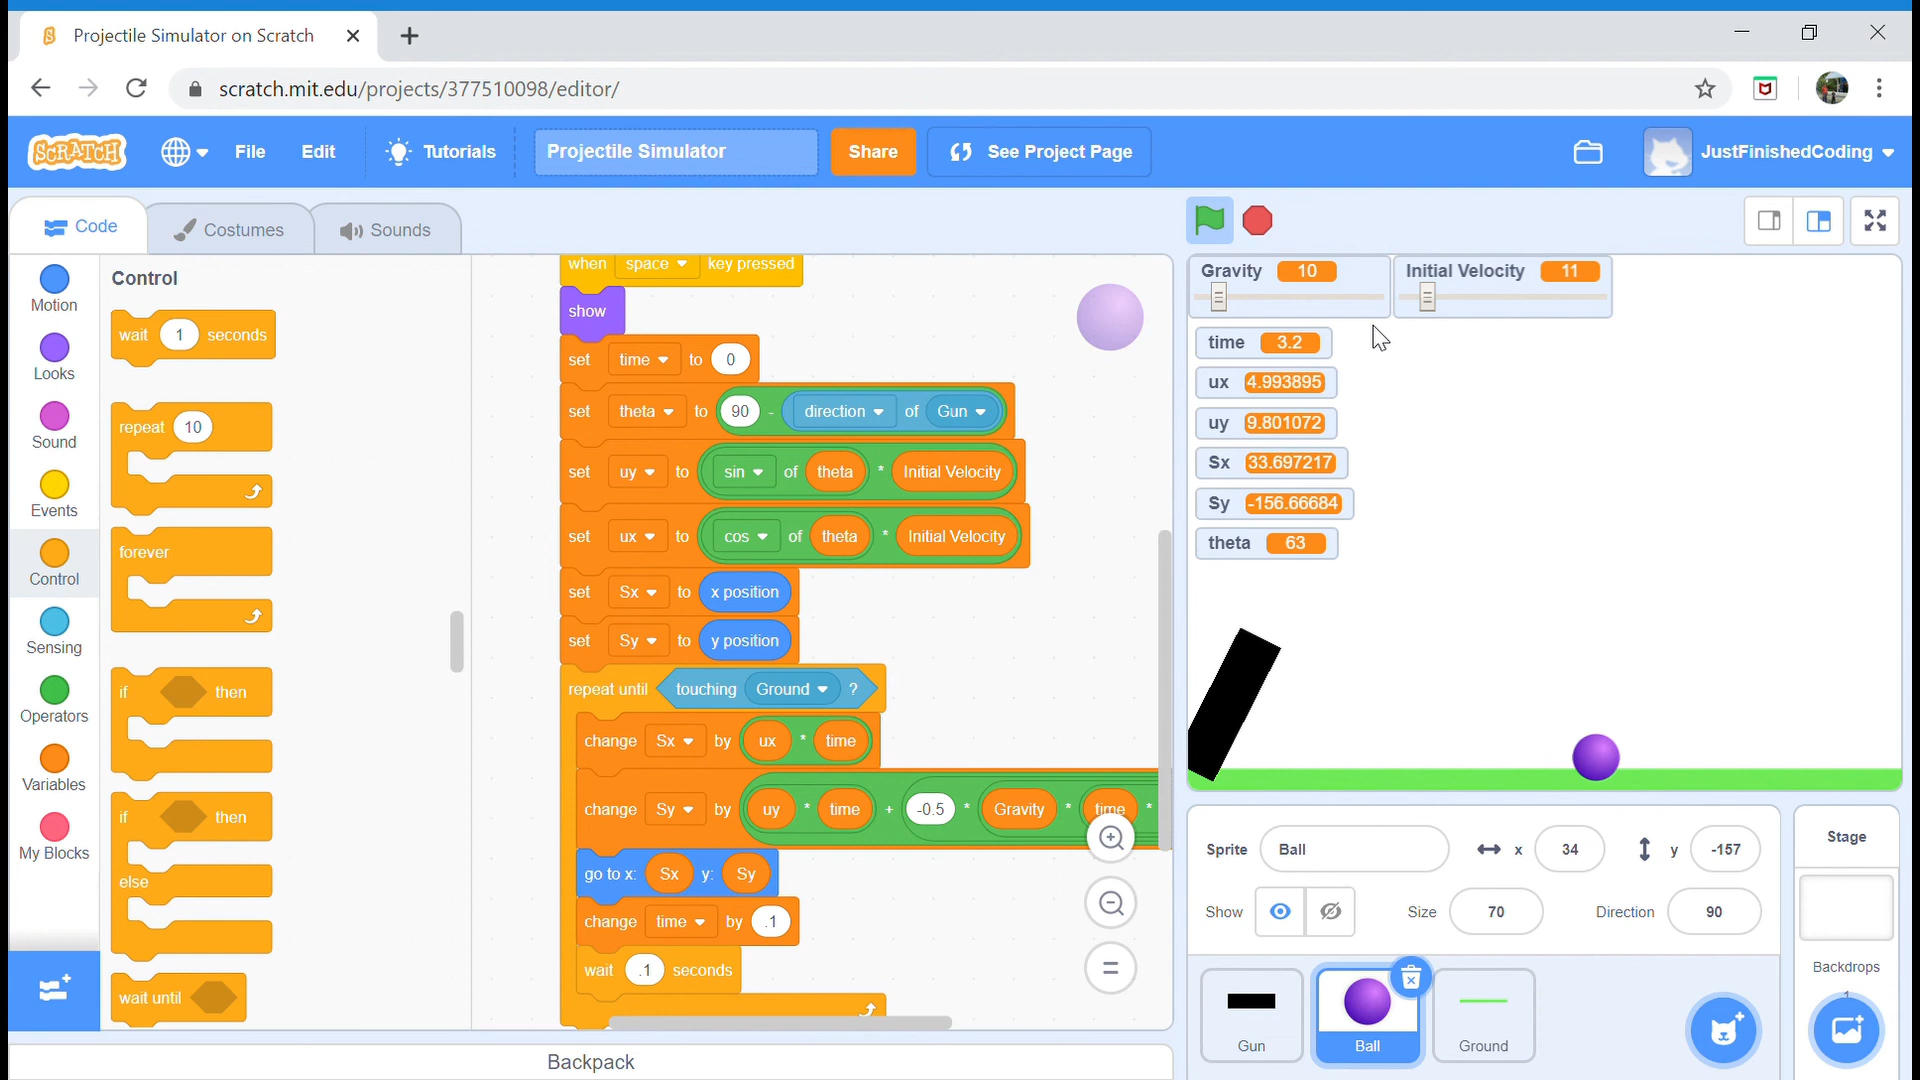 Projectile Simulator on Scratch
scratch.mit.edu/projects/377510098/editor/
SCRATCH File Edit Tutorials Projectile Simulator Share See Project Page JustFinishedCoding
Code Costumes Sounds
Motion
Looks
Sound
Events
Control
Sensing
Operators
Variables
My Blocks
Control
wait 1 seconds
repeat 10
forever
if then
if then
else
wait until
when space key pressed
show
set time to 0
set theta to 90 - direction of Gun
set uy to sin of theta * Initial Velocity
set ux to cos of theta * Initial Velocity
set Sx to x position
set Sy to y position
repeat until touching Ground ?
change Sx by ux * time
change Sy by uy * time + -0.5 * Gravity * time *
go to x: Sx y: Sy
change time by .1
wait .1 seconds
Backpack
Gravity 10 Initial Velocity 11
time 3.2
ux 4.993895
uy 9.801072
Sx 33.697217
Sy -156.66684
theta 63
Sprite Ball x 34 y -157
Show Size 70 Direction 90
Gun Ball Ground
Stage
Backdrops
1